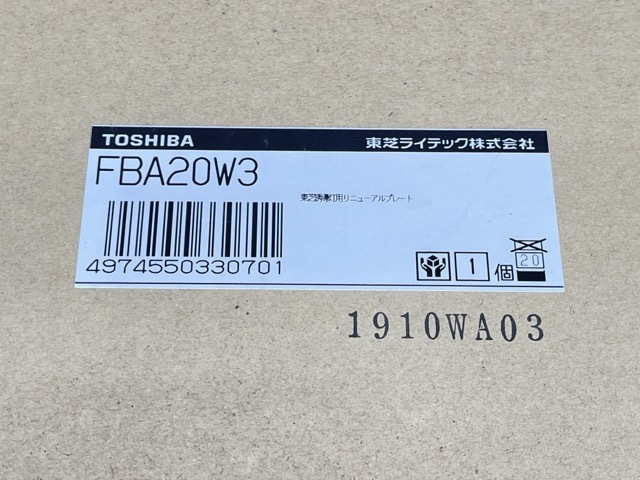 TOSHIBA 東芝ライテック株式会社
FBA20W3
東芝誘導灯用リニューアルプレート
4974550330701
1 個 20
1910WA03